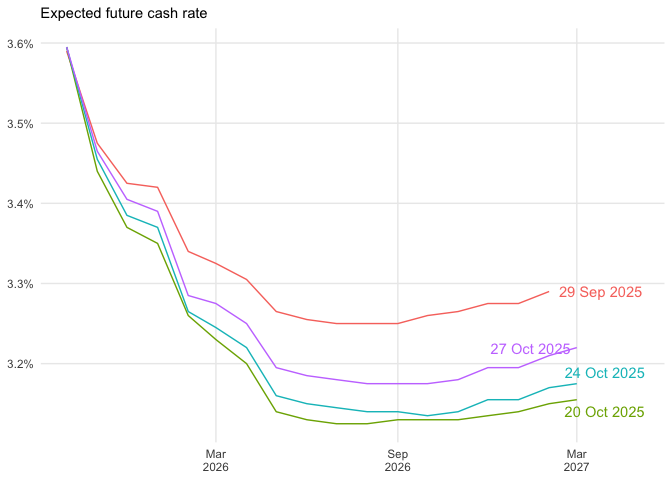 Expected future cash rate
3.6%
3.5%
3.4%
3.3%
3.2%
29 Sep 2025
27 Oct 2025
24 Oct 2025
20 Oct 2025
Mar
2026
Sep
2026
Mar
2027